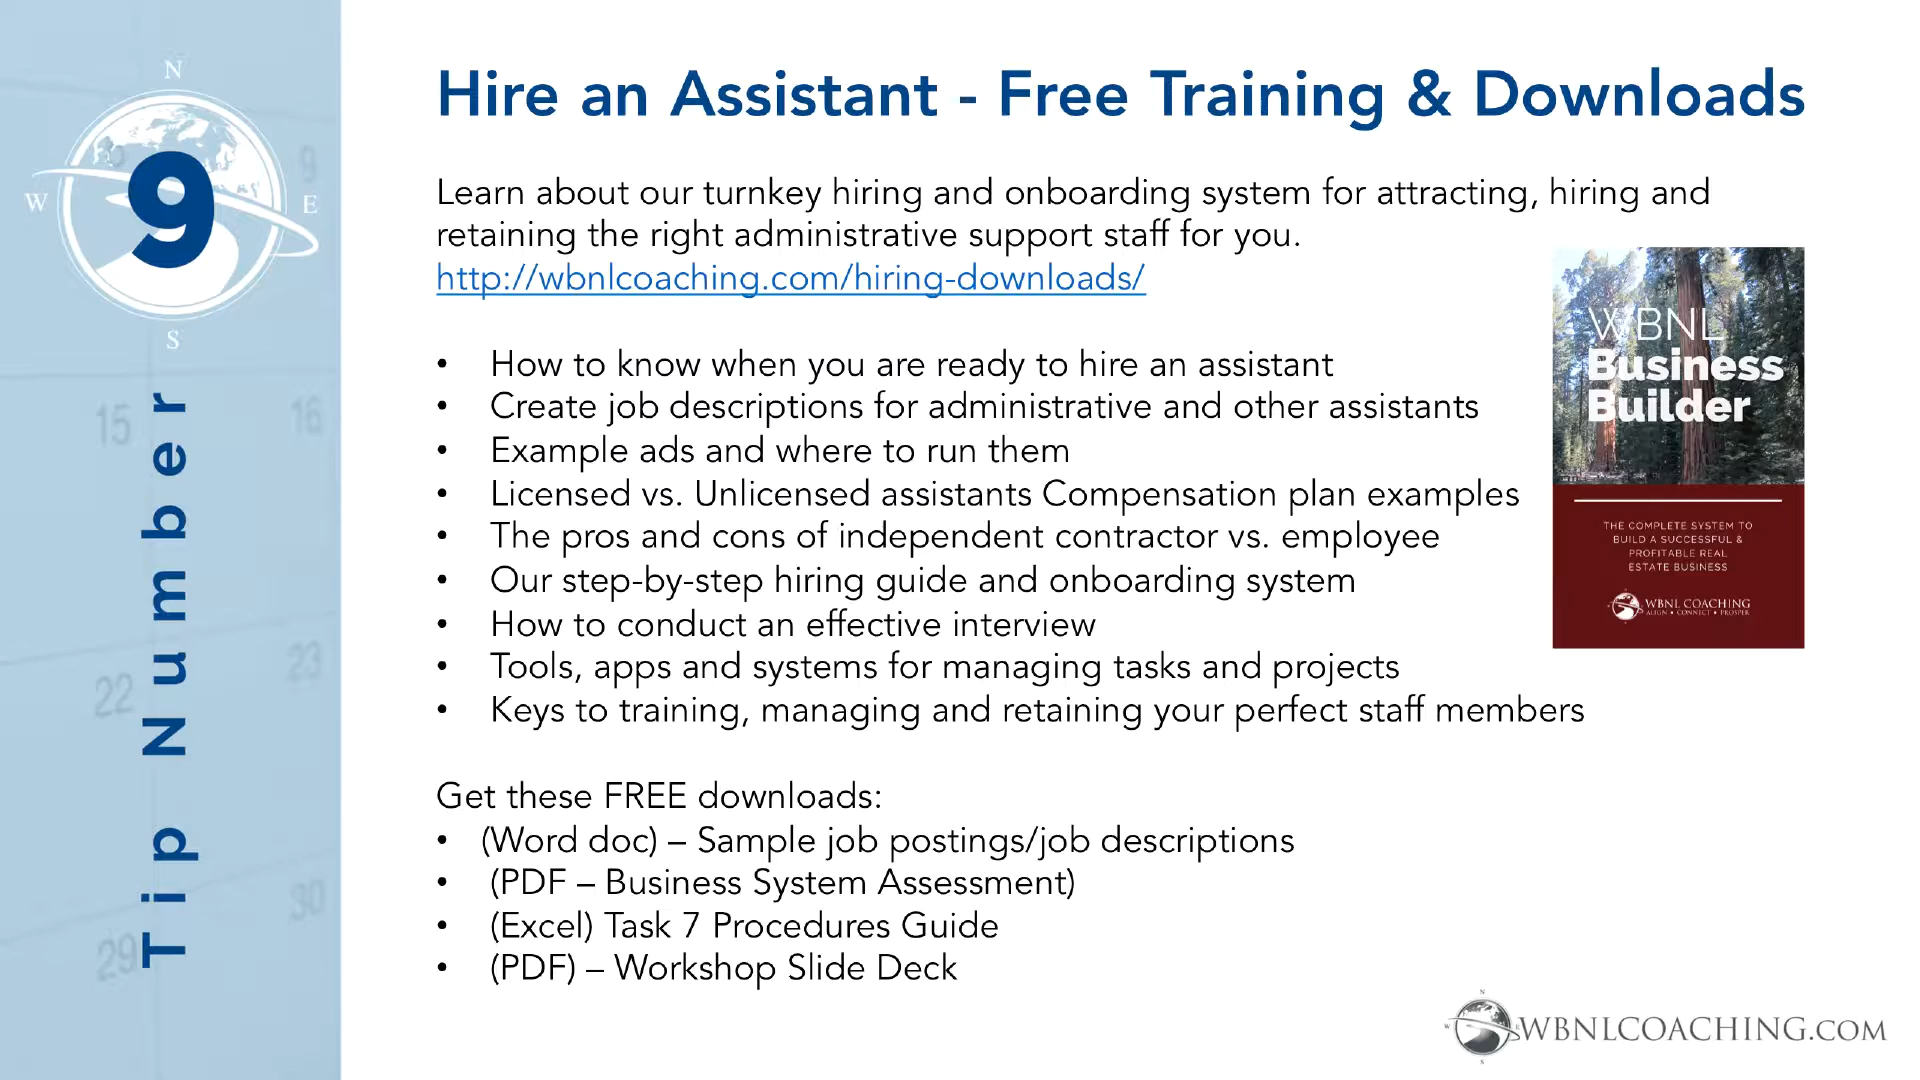 N
W
E
S
9
Tip Number
9
15
16
22
23
29
30
Hire an Assistant - Free Training & Downloads
Learn about our turnkey hiring and onboarding system for attracting, hiring and
retaining the right administrative support staff for you.
http://wbnlcoaching.com/hiring-downloads/
• How to know when you are ready to hire an assistant
• Create job descriptions for administrative and other assistants
• Example ads and where to run them
• Licensed vs. Unlicensed assistants Compensation plan examples
• The pros and cons of independent contractor vs. employee
• Our step-by-step hiring guide and onboarding system
• How to conduct an effective interview
• Tools, apps and systems for managing tasks and projects
• Keys to training, managing and retaining your perfect staff members
WBNL
Business
Builder
THE COMPLETE SYSTEM TO
BUILD A SUCCESSFUL &
PROFITABLE REAL
ESTATE BUSINESS
WBNL COACHING
ALIGN • CONNECT • PROSPER
Get these FREE downloads:
• (Word doc) – Sample job postings/job descriptions
• (PDF – Business System Assessment)
• (Excel) Task 7 Procedures Guide
• (PDF) – Workshop Slide Deck
N
W
E
S
WBNLCOACHING.COM